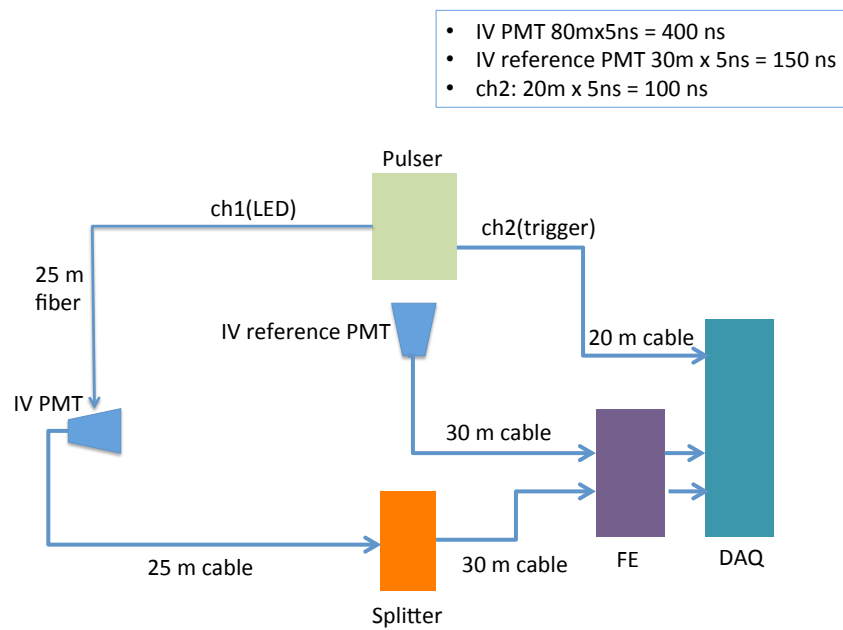 • IV PMT 80mx5ns = 400 ns
• IV reference PMT 30m x 5ns = 150 ns
• ch2: 20m x 5ns = 100 ns
Pulser
ch1(LED)
ch2(trigger)
25 m
fiber
IV reference PMT
20 m cable
IV PMT
30 m cable
25 m cable
30 m cable
FE
DAQ
Splitter